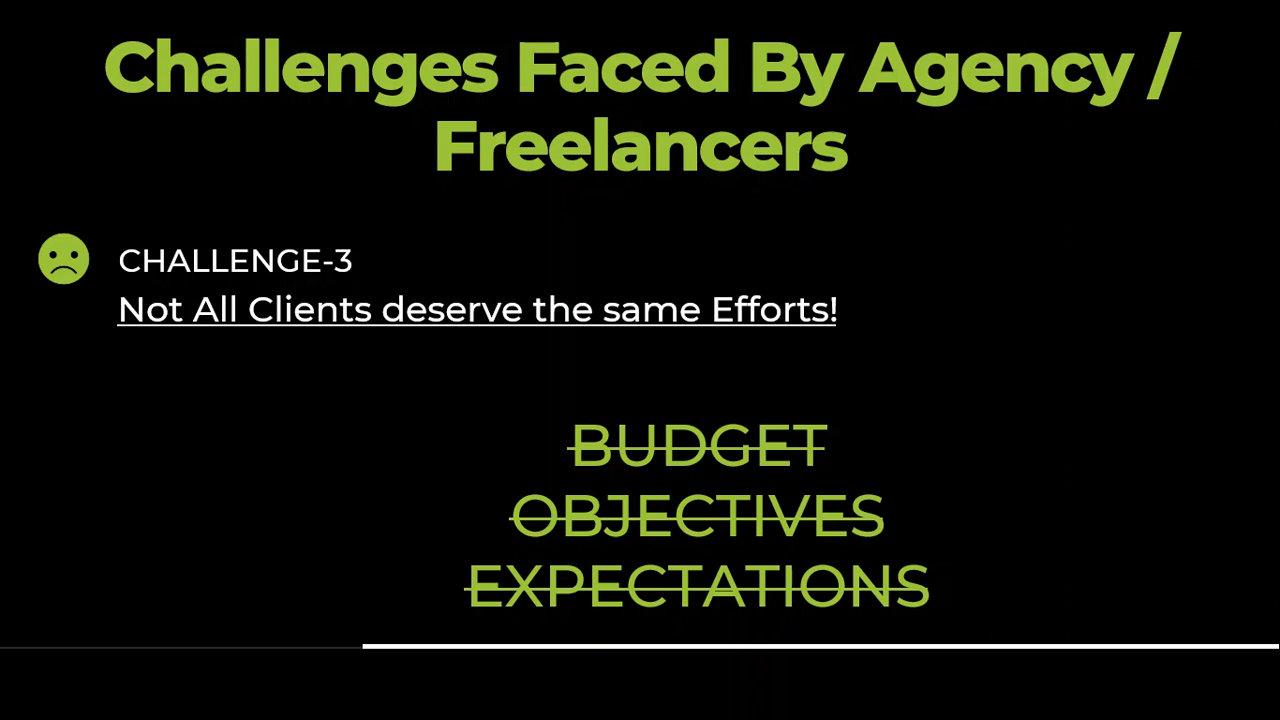 Challenges Faced By Agency /
Freelancers
CHALLENGE-3
Not All Clients deserve the same Efforts!
BUDGET
OBJECTIVES
EXPECTATIONS